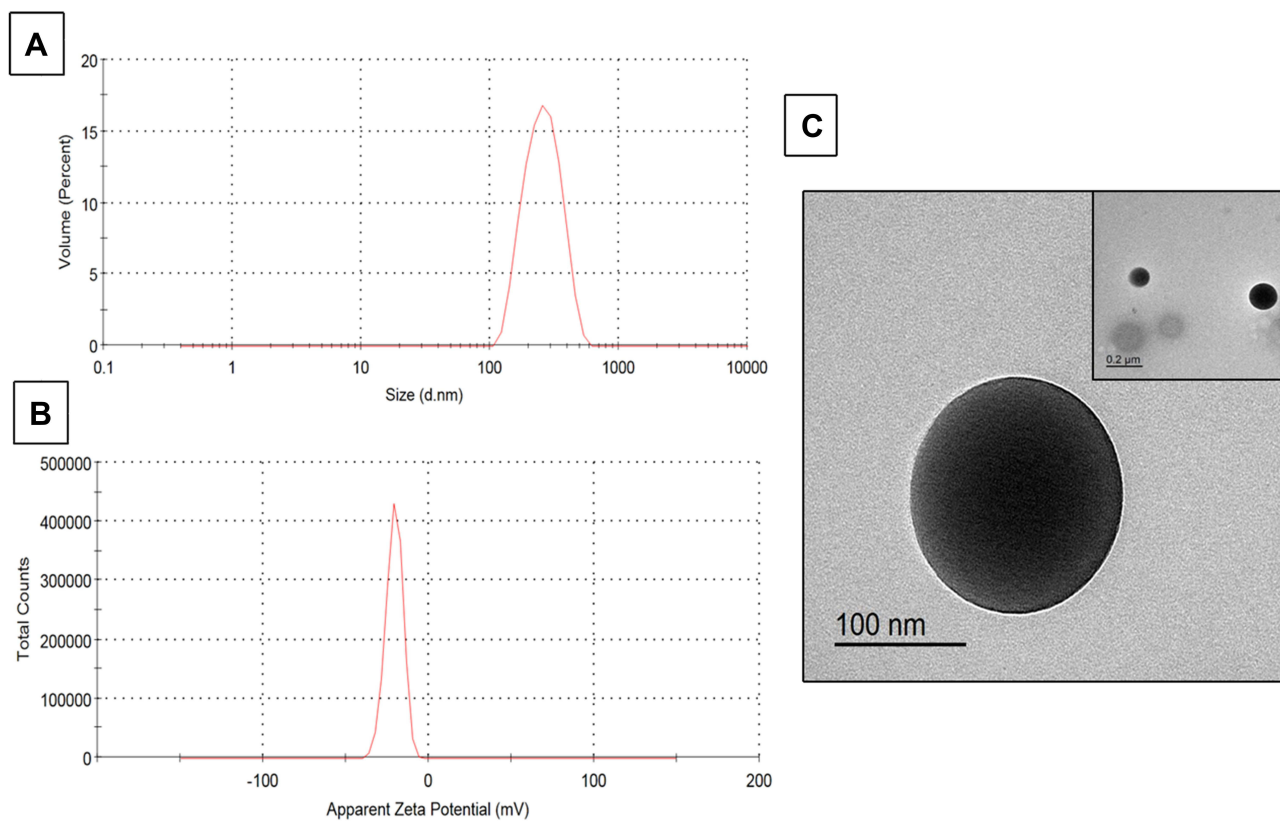 A
20
15
10
5
0
Volume (Percent)
0.1 1 10 100 1000 10000
Size (d.nm)
B
500000
400000
300000
200000
100000
0
Total Counts
-100 0 100 200
Apparent Zeta Potential (mV)
C
0.2 µm
100 nm